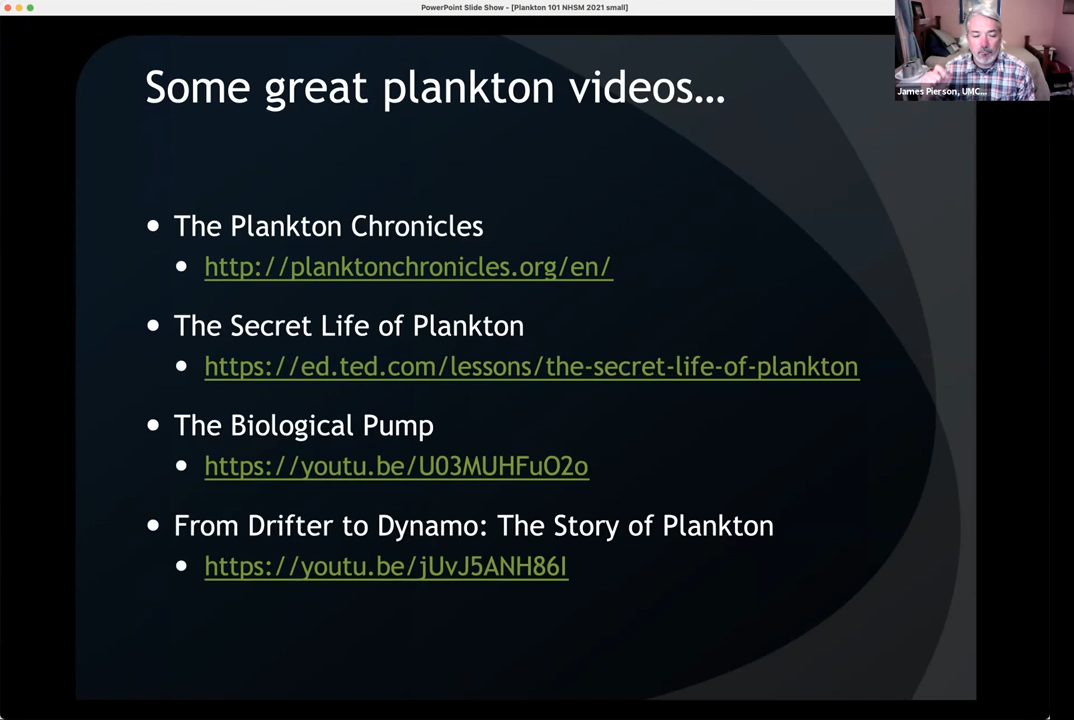 PowerPoint Slide Show - [Plankton 101 NHSM 2021 small]
James Pierson, UMC...
Some great plankton videos...
The Plankton Chronicles
http://planktonchronicles.org/en/
The Secret Life of Plankton
https://ed.ted.com/lessons/the-secret-life-of-plankton
The Biological Pump
https://youtu.be/U03MUHFuO2o
From Drifter to Dynamo: The Story of Plankton
https://youtu.be/jUvJ5ANH86I